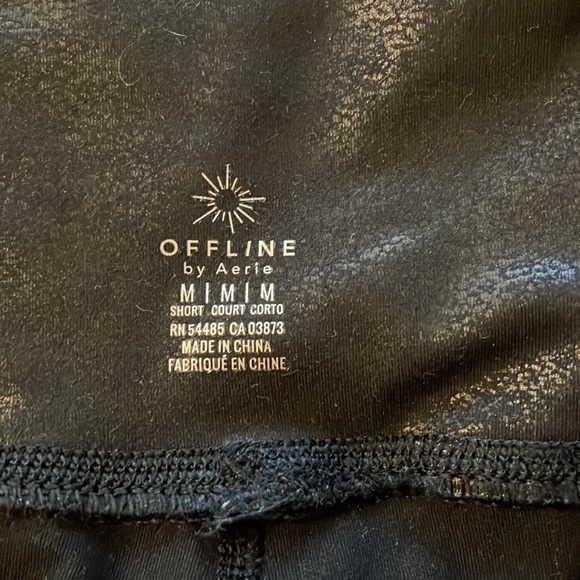 OFFLINE
by Aerie
M | M | M
SHORT COURT CORTO
RN 54485 CA 03873
MADE IN CHINA
FABRIQUÉ EN CHINE